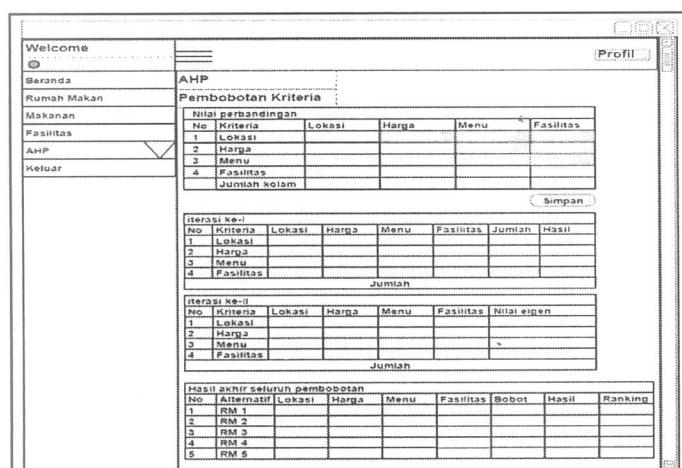 Welcome
Profil
Beranda
Rumah Makan
Makanan
Fasilitas
AHP
Keluar
AHP
Pembobotan Kriteria
Nilai perbandingan
No Kriteria Lokasi Harga Menu Fasilitas
1 Lokasi
2 Harga
3 Menu
4 Fasilitas
Jumlah kolam
Simpan
iterasi ke-I
No Kriteria Lokasi Harga Menu Fasilitas Jumlah Hasil
1 Lokasi
2 Harga
3 Menu
4 Fasilitas
Jumlah
iterasi ke-II
No Kriteria Lokasi Harga Menu Fasilitas Nilai eigen
1 Lokasi
2 Harga
3 Menu
4 Fasilitas
Jumlah
Hasil akhir seluruh pembobotan
No Alternatif Lokasi Harga Menu Fasilitas Bobot Hasil Ranking
1 RM 1
2 RM 2
3 RM 3
4 RM 4
5 RM 5